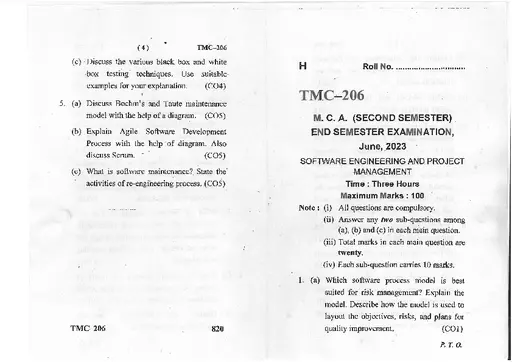 (4) TMC-206
(c) Discuss the various black box and white
box testing techniques. Use suitable
examples for your explanation. (CO4)
5. (a) Discuss Boehm's and Taute maintenance
model with the help of a diagram. (CO5)
(b) Explain Agile Software Development
Process with the help of diagram. Also
discuss Scrum. (CO5)
(c) What is software maintenance? State the
activities of re-engineering process. (CO5)
TMC 206 820
H Roll No. ..............................
TMC–206
M. C. A. (SECOND SEMESTER)
END SEMESTER EXAMINATION,
June, 2023
SOFTWARE ENGINEERING AND PROJECT
MANAGEMENT
Time : Three Hours
Maximum Marks : 100
Note : (i) All questions are compulsory.
(ii) Answer any two sub-questions among
(a), (b) and (c) in each main question.
(iii) Total marks in each main question are
twenty.
(iv) Each sub-question carries 10 marks.
1. (a) Which software process model is best
suited for risk management? Explain the
model. Describe how the model is used to
layout the objectives, risks, and plans for
quality improvement. (CO1)
P. T. O.